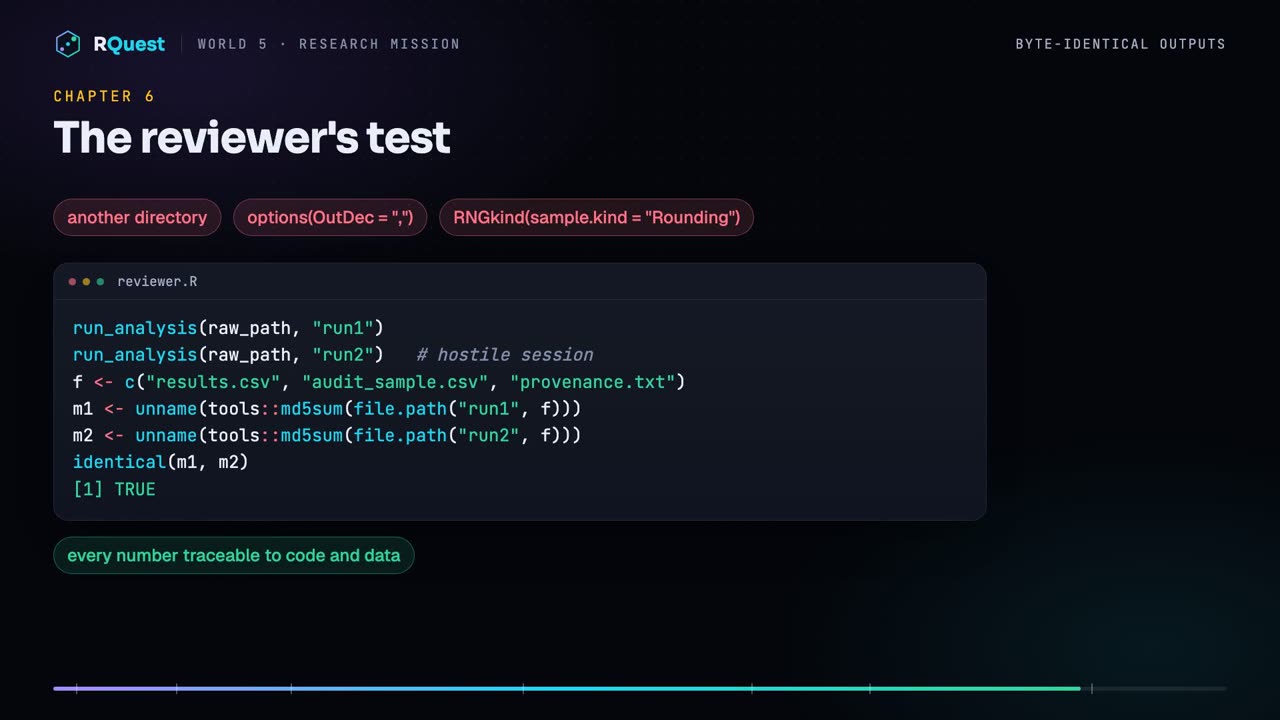 RQuest
WORLD 5 · RESEARCH MISSION
BYTE-IDENTICAL OUTPUTS
CHAPTER 6
The reviewer's test
another directory
options(OutDec = ",")
RNGkind(sample.kind = "Rounding")
reviewer.R
run_analysis(raw_path, "run1")
run_analysis(raw_path, "run2")   # hostile session
f <- c("results.csv", "audit_sample.csv", "provenance.txt")
m1 <- unname(tools::md5sum(file.path("run1", f)))
m2 <- unname(tools::md5sum(file.path("run2", f)))
identical(m1, m2)
[1] TRUE
every number traceable to code and data